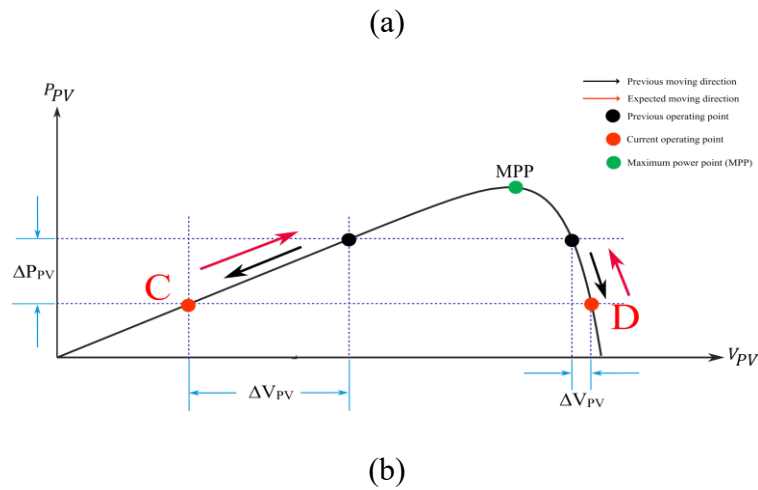 (a)
P_PV
Previous moving direction
Expected moving direction
Previous operating point
Current operating point
Maximum power point (MPP)
MPP
ΔP_PV
C
D
V_PV
ΔV_PV
ΔV_PV
(b)